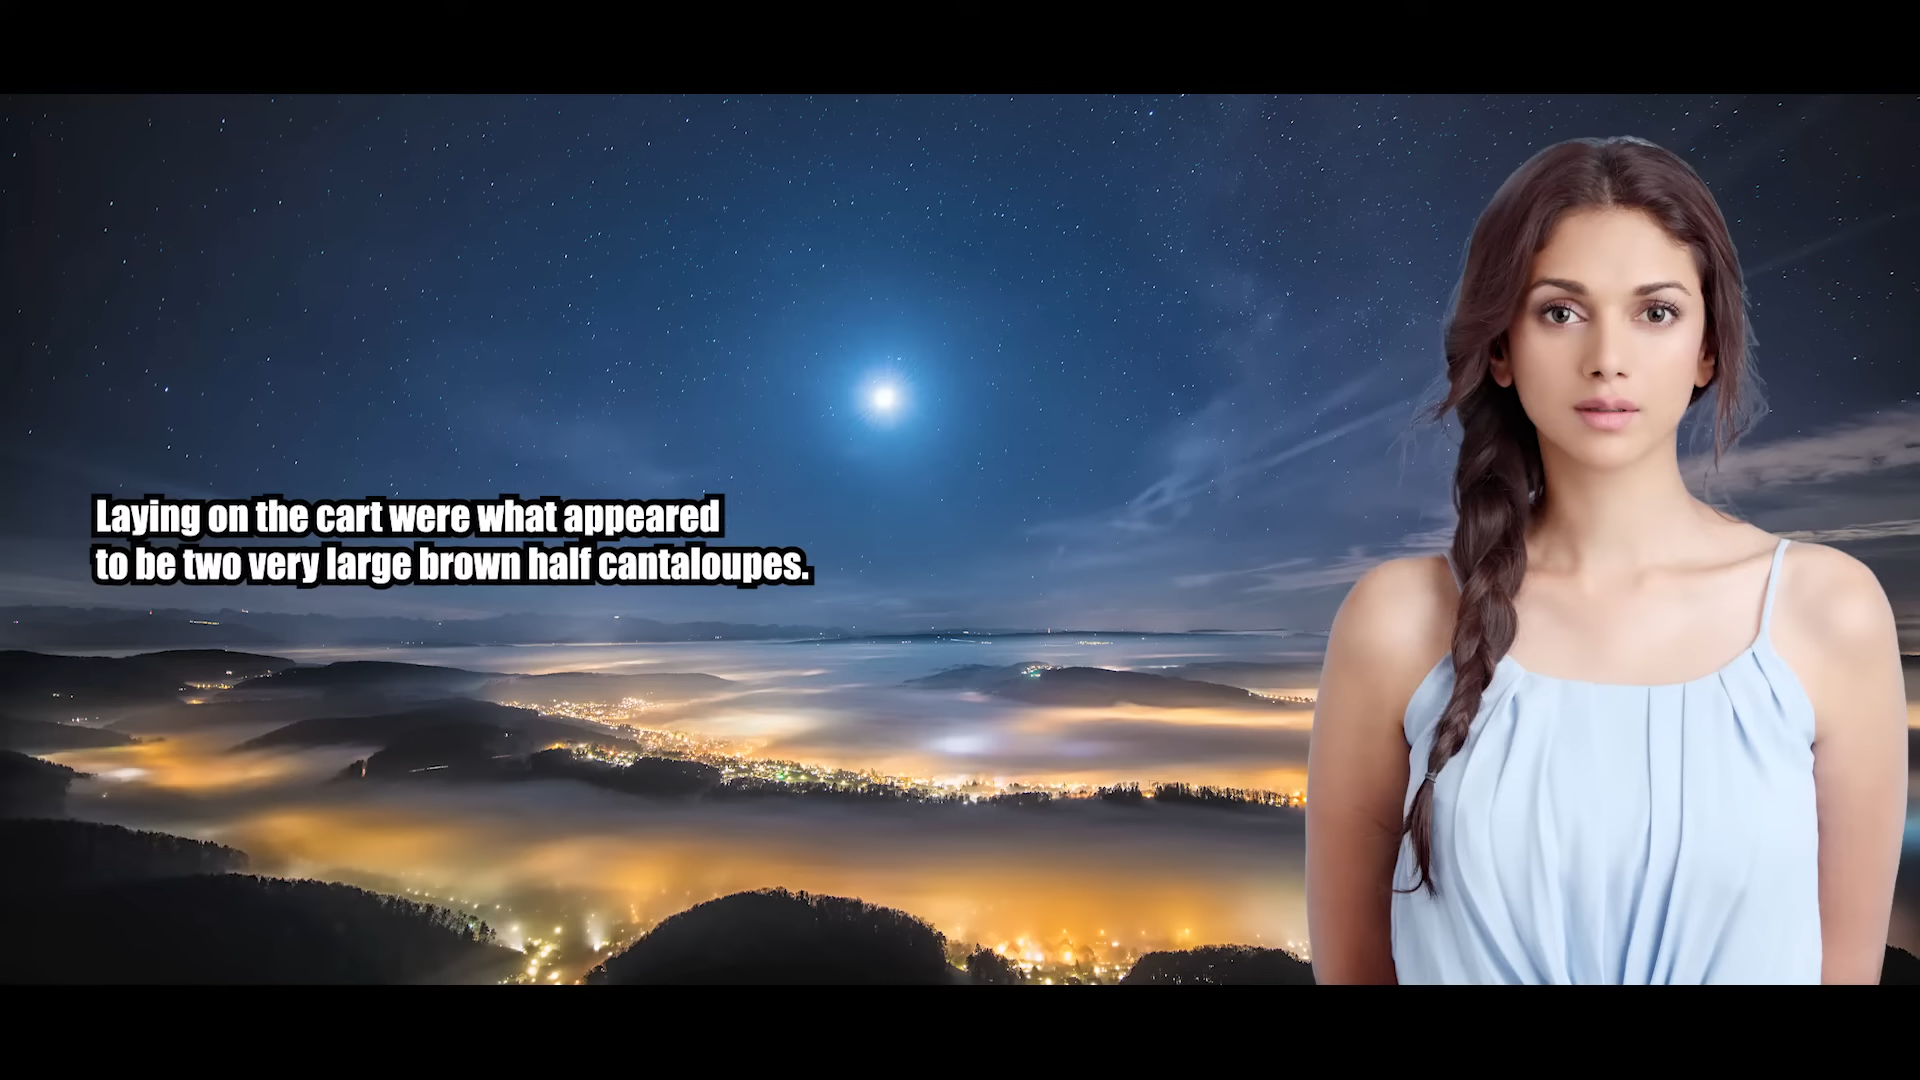 Laying on the cart were what appeared
to be two very large brown half cantaloupes.